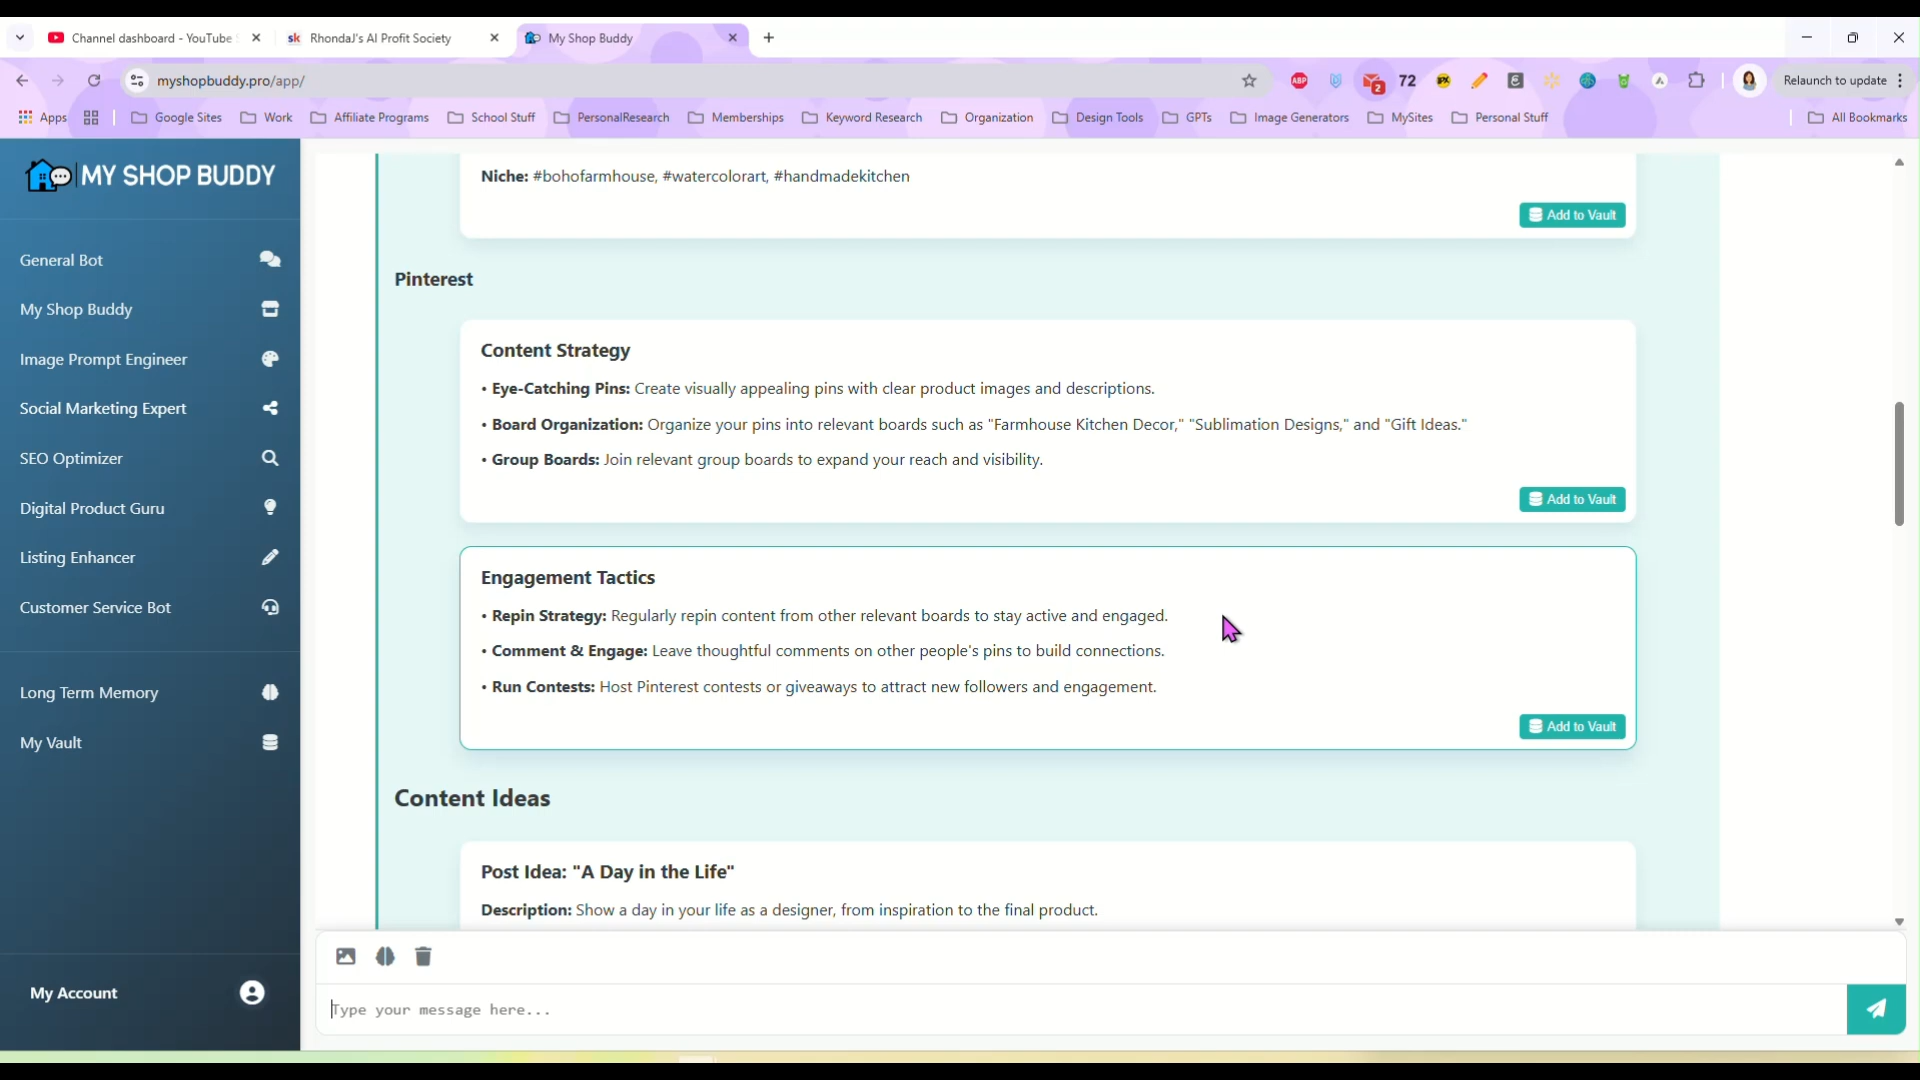 Channel dashboard - YouTube
sk RhondaJ's AI Profit Society
My Shop Buddy
myshopbuddy.pro/app/
ABP
2
72
Relaunch to update
Apps
Google Sites
Work
Affiliate Programs
School Stuff
PersonalResearch
Memberships
Keyword Research
Organization
Design Tools
GPTs
Image Generators
MySites
Personal Stuff
All Bookmarks
MY SHOP BUDDY
General Bot
My Shop Buddy
Image Prompt Engineer
Social Marketing Expert
SEO Optimizer
Digital Product Guru
Listing Enhancer
Customer Service Bot
Long Term Memory
My Vault
My Account
Niche: #bohofarmhouse, #watercolorart, #handmadekitchen
Add to Vault
Pinterest
Content Strategy
• Eye-Catching Pins: Create visually appealing pins with clear product images and descriptions.
• Board Organization: Organize your pins into relevant boards such as "Farmhouse Kitchen Decor," "Sublimation Designs," and "Gift Ideas."
• Group Boards: Join relevant group boards to expand your reach and visibility.
Add to Vault
Engagement Tactics
• Repin Strategy: Regularly repin content from other relevant boards to stay active and engaged.
• Comment & Engage: Leave thoughtful comments on other people's pins to build connections.
• Run Contests: Host Pinterest contests or giveaways to attract new followers and engagement.
Add to Vault
Content Ideas
Post Idea: "A Day in the Life"
Description: Show a day in your life as a designer, from inspiration to the final product.
Type your message here...